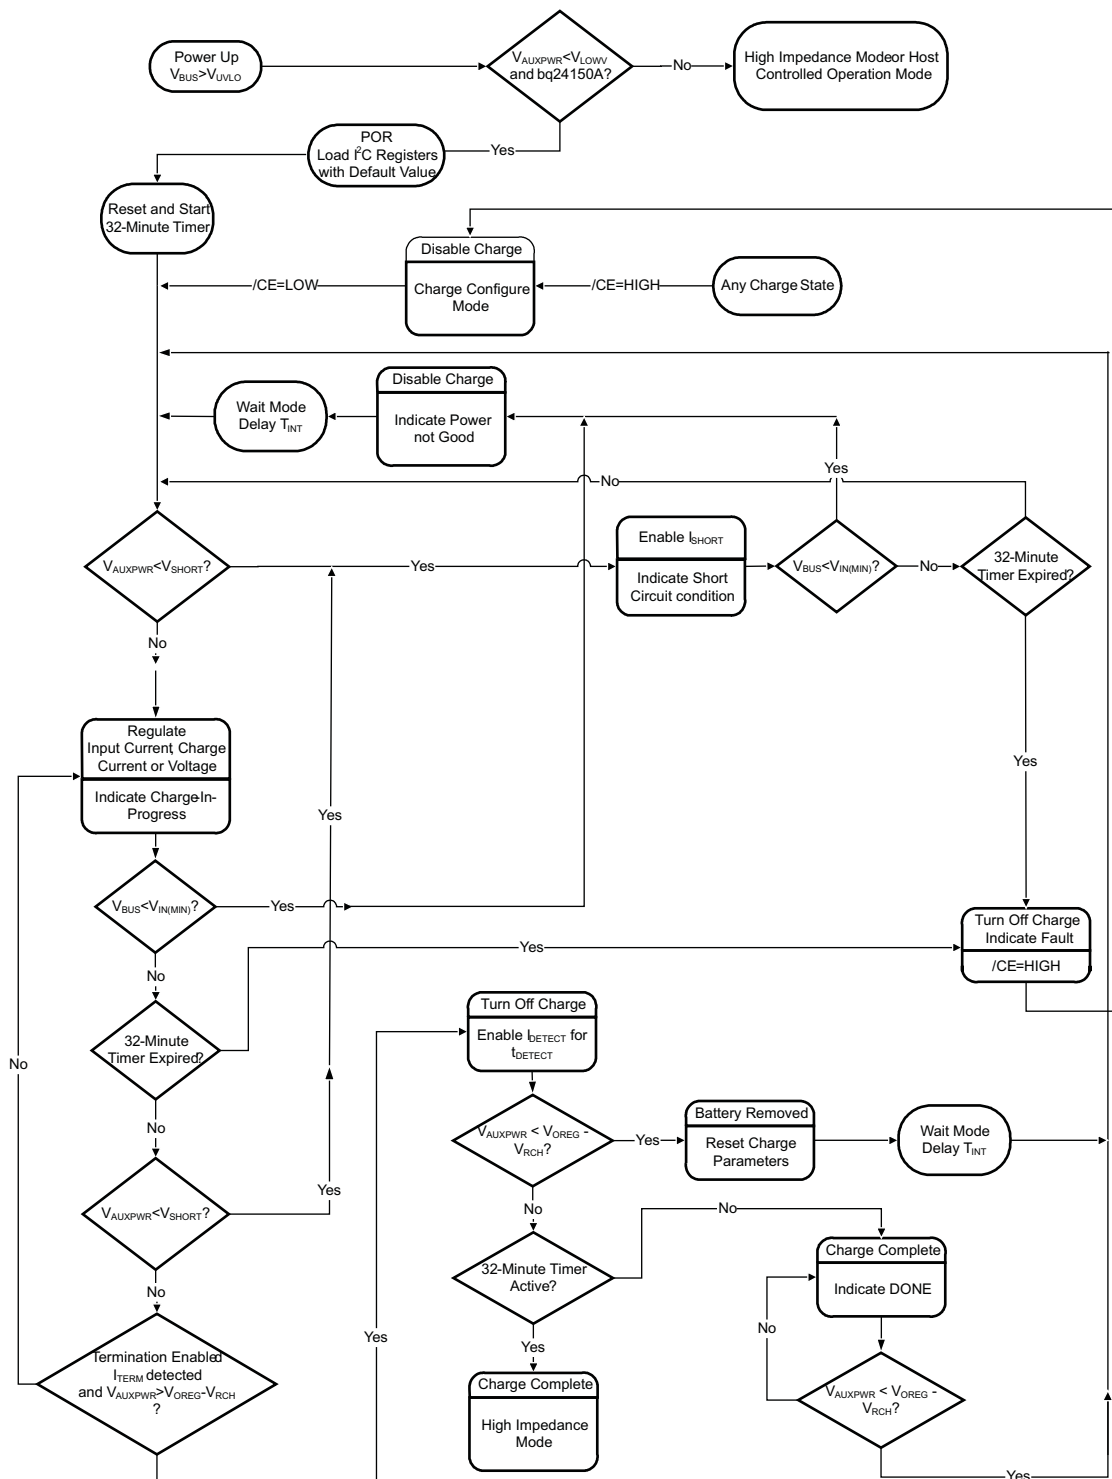 Power Up
VBUS>VUVLO
VAUXPWR<VLOWV
and bq24150A?
No
High Impedance Modeor Host
Controlled Operation Mode
Yes
POR
Load I2C Registers
with Default Value
Reset and Start
32-Minute Timer
Disable Charge
Charge Configure
Mode
/CE=LOW
/CE=HIGH
Any Charge State
Disable Charge
Indicate Power
not Good
Wait Mode
Delay TINT
Yes
No
VAUXPWR<VSHORT?
Yes
Enable ISHORT
Indicate Short
Circuit condition
VBUS<VIN(MIN)?
No
32-Minute
Timer Expired?
No
Regulate
Input Current, Charge
Current or Voltage
Indicate Charge-In-
Progress
Yes
Yes
VBUS<VIN(MIN)?
Yes
Turn Off Charge
Indicate Fault
/CE=HIGH
Yes
No
32-Minute
Timer Expired?
No
Turn Off Charge
Enable IDETECT for
tDETECT
No
VAUXPWR < VOREG -
VRCH?
Yes
Battery Removed
Reset Charge
Parameters
Wait Mode
Delay TINT
VAUXPWR<VSHORT?
Yes
No
No
32-Minute Timer
Active?
Charge Complete
Indicate DONE
No
No
Yes
Yes
Termination Enabled
ITERM detected
and VAUXPWR>VOREG-VRCH
?
Charge Complete
High Impedance
Mode
VAUXPWR < VOREG -
VRCH?
Yes